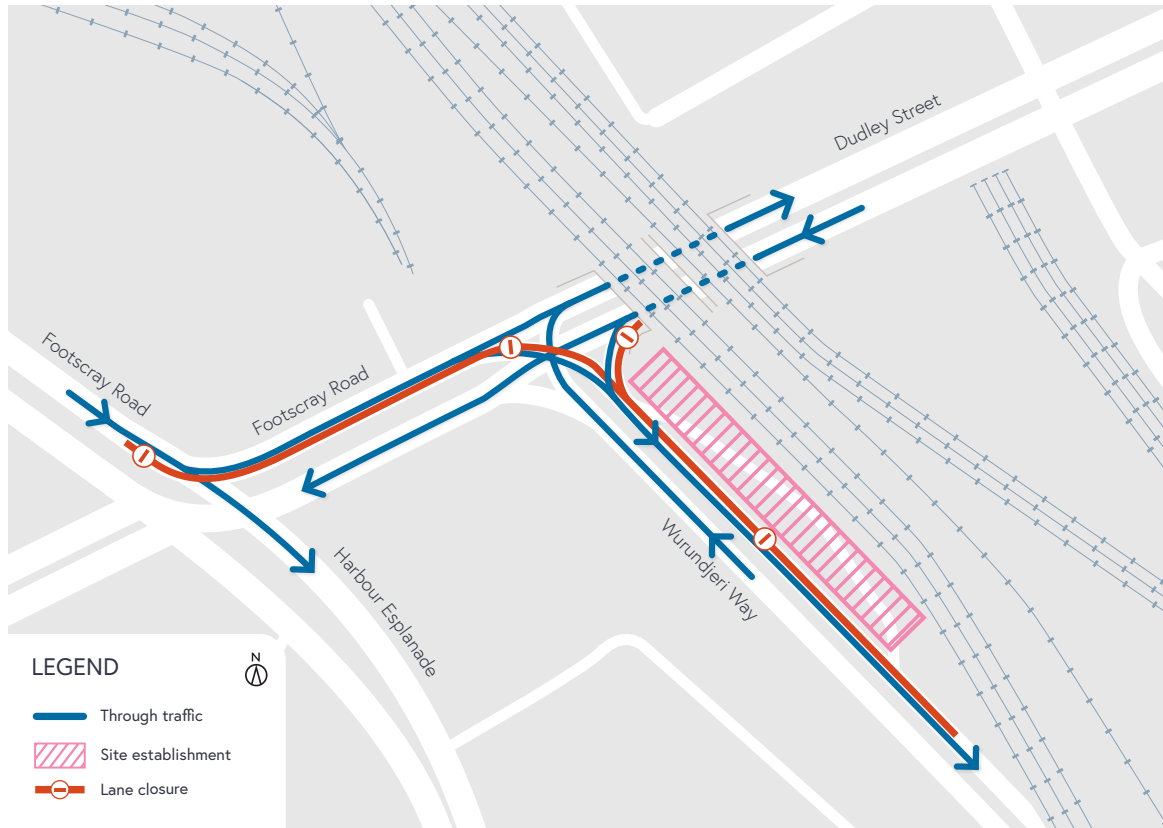 Dudley Street
Footscray Road
Footscray Road
Wurundjeri Way
Harbour Esplanade
LEGEND
N
Through traffic
Site establishment
Lane closure